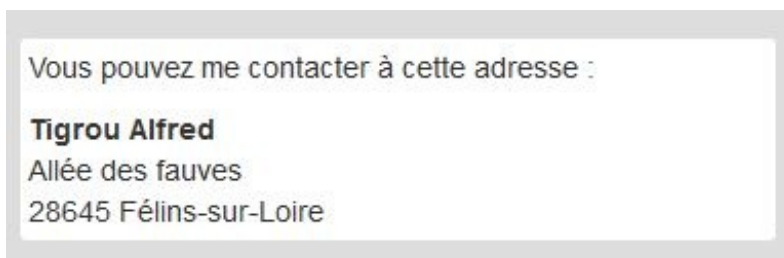 Vous pouvez me contacter à cette adresse :
Tigrou Alfred
Allée des fauves
28645 Félins-sur-Loire